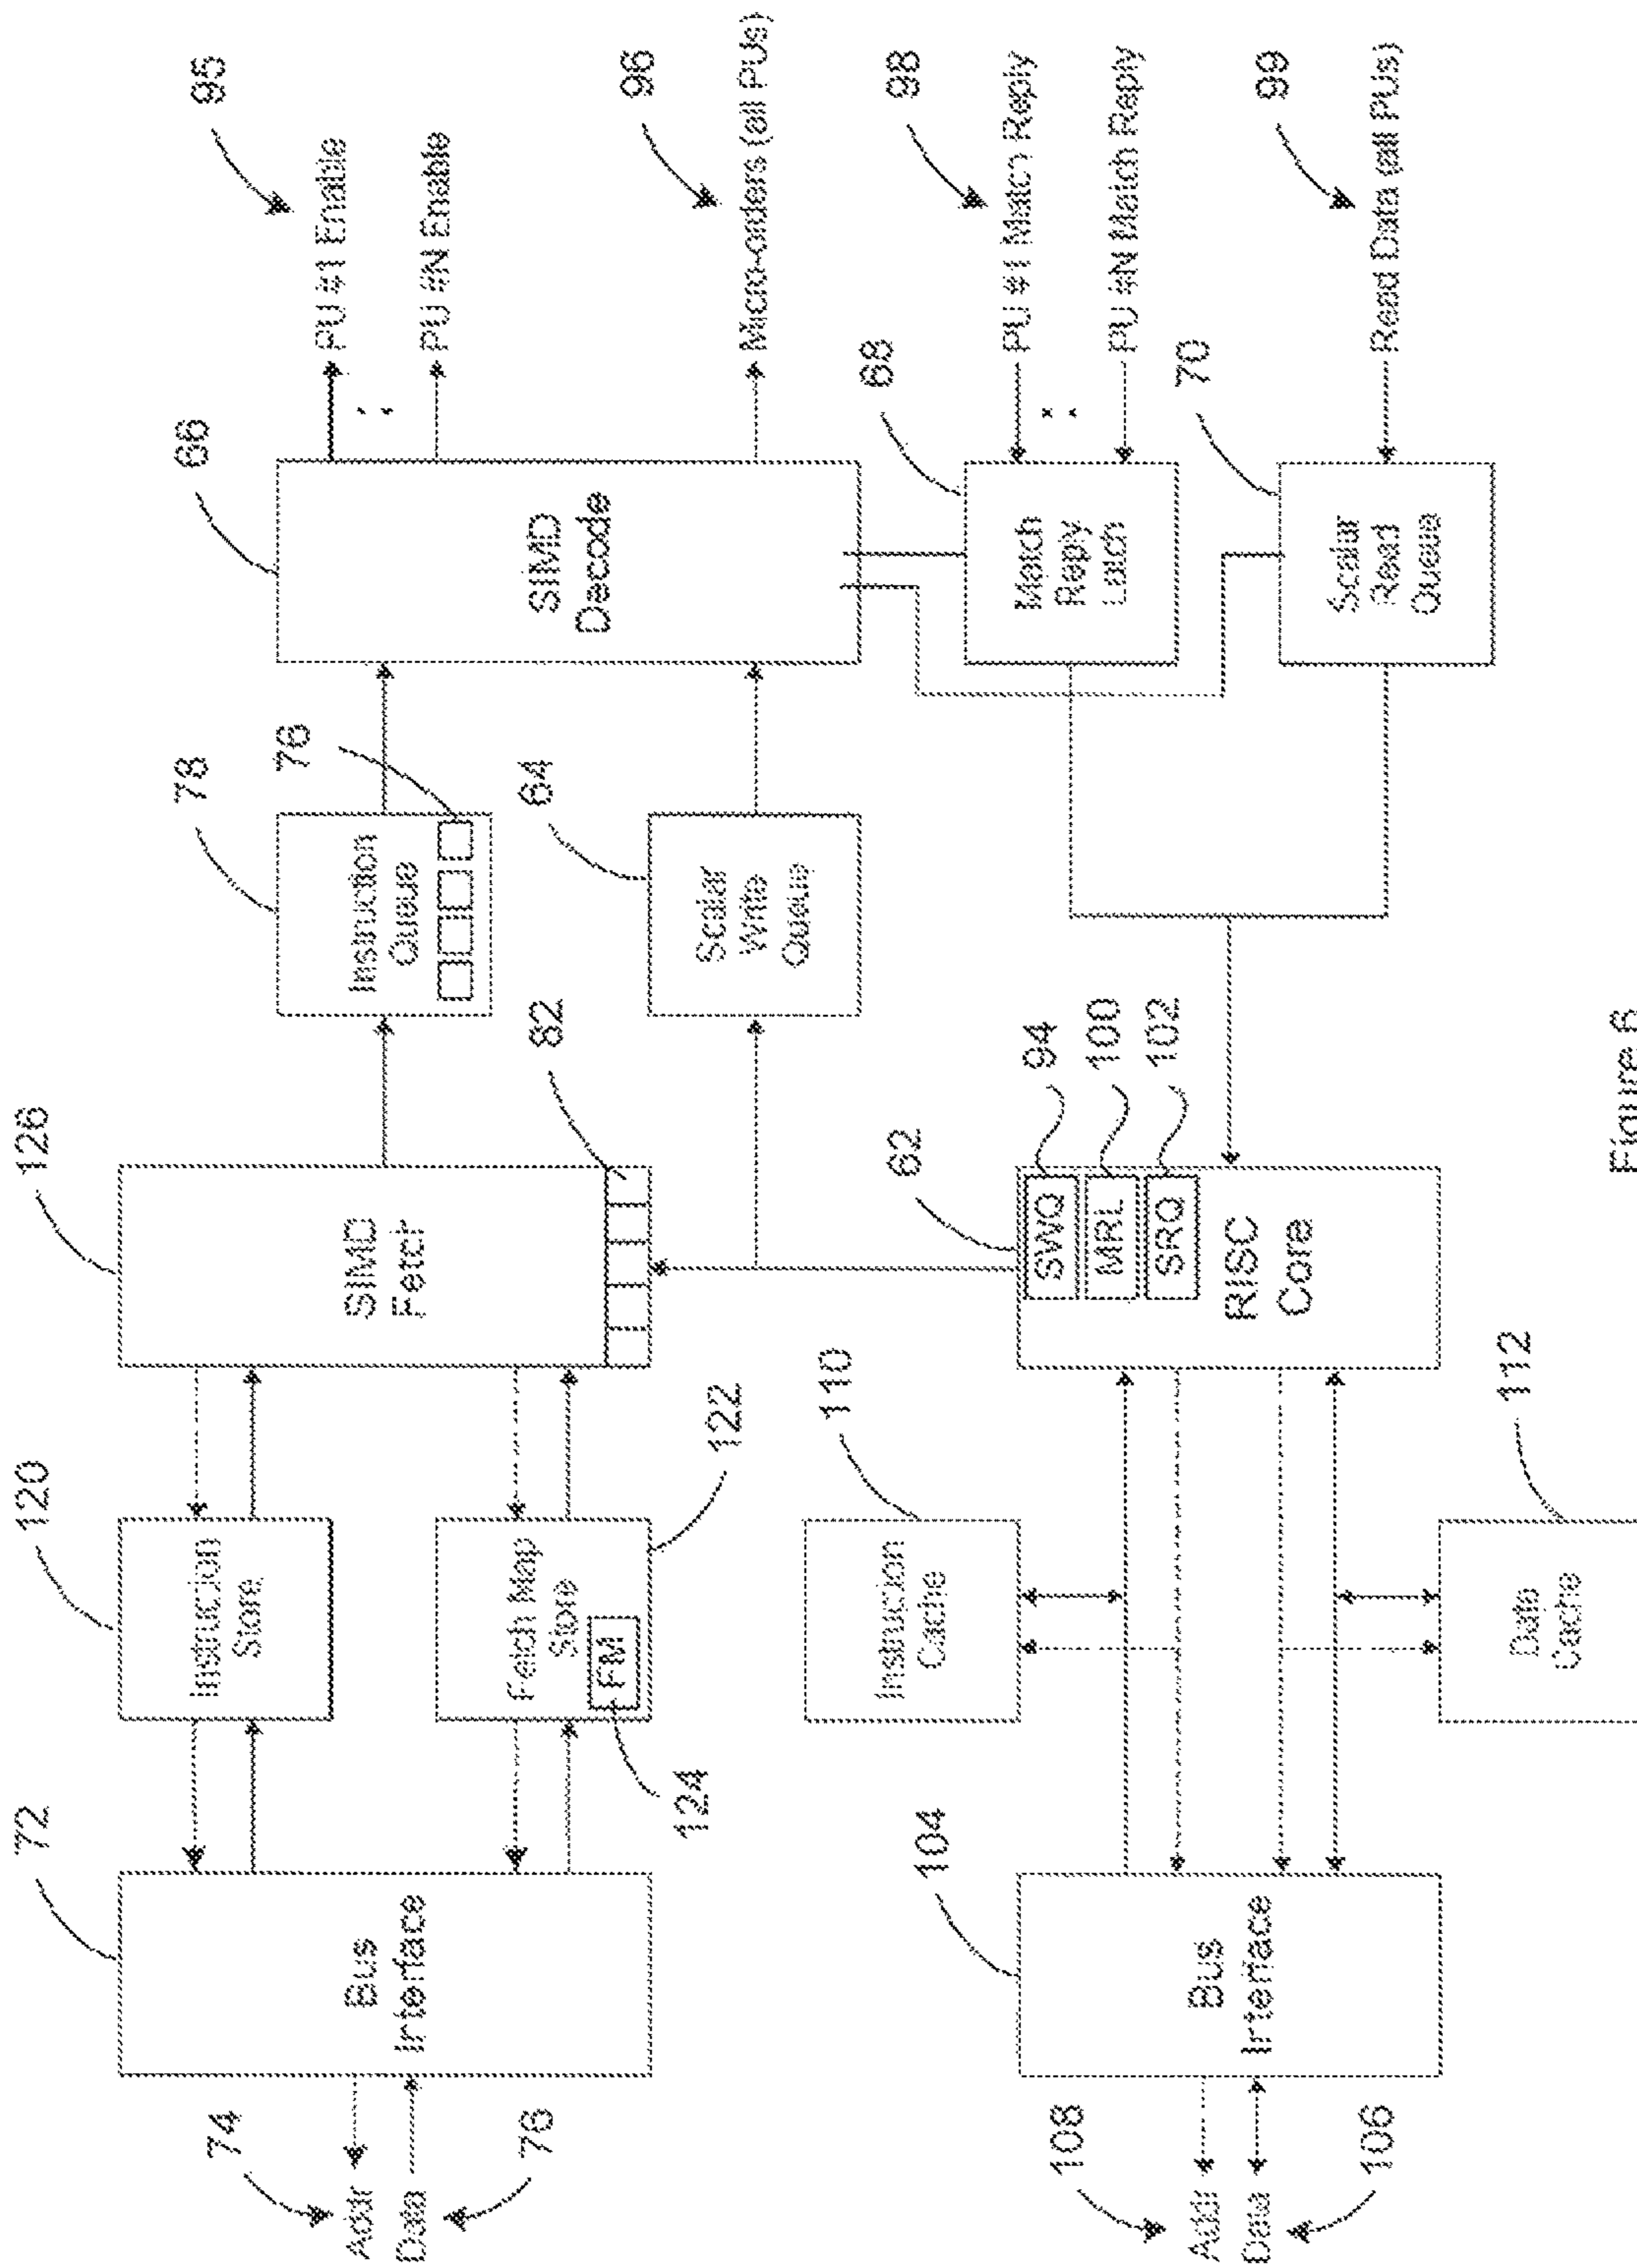 72
120
126
78
76
66
95
PU #1 Enable
PU #N Enable
:
Bus
Irterface
Instrucion
Store
SIMD
Fetch
Instruction
Queue
SIMD
Decode
74
Addr
Data
76
Fetch Map
Store
FM
124
122
82
64
Scalar
Write
Queue
96
Micro-orders (all PUs)
104
110
62
68
98
PU #1 Match Reply
:
PU #N Match Reply
Instrucion
Cache
SWQ
94
MRL
100
SRQ
102
RISC
Core
Match
Reply
Latch
70
99
Read Data (all PUs)
Scalar
Read
Queue
108
Addr
Data
106
Bus
Irterface
112
Data
Cache
Figure 6